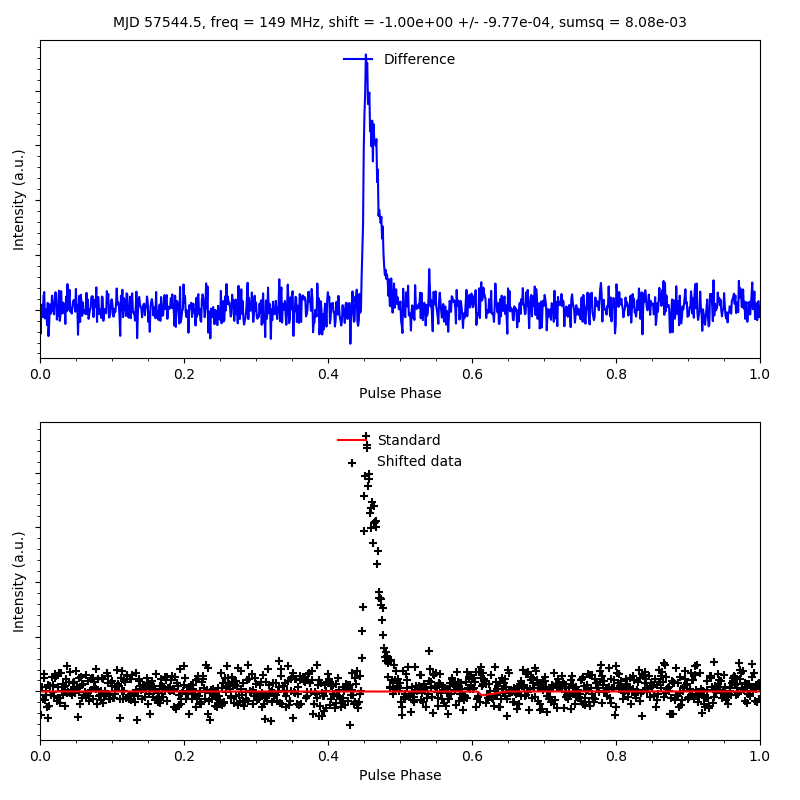 MJD 57544.5, freq = 149 MHz, shift = -1.00e+00 +/- -9.77e-04, sumsq = 8.08e-03
Difference
Intensity (a.u.)
0.0 0.2 0.4 0.6 0.8 1.0
Pulse Phase
Standard
Shifted data
Intensity (a.u.)
0.0 0.2 0.4 0.6 0.8 1.0
Pulse Phase